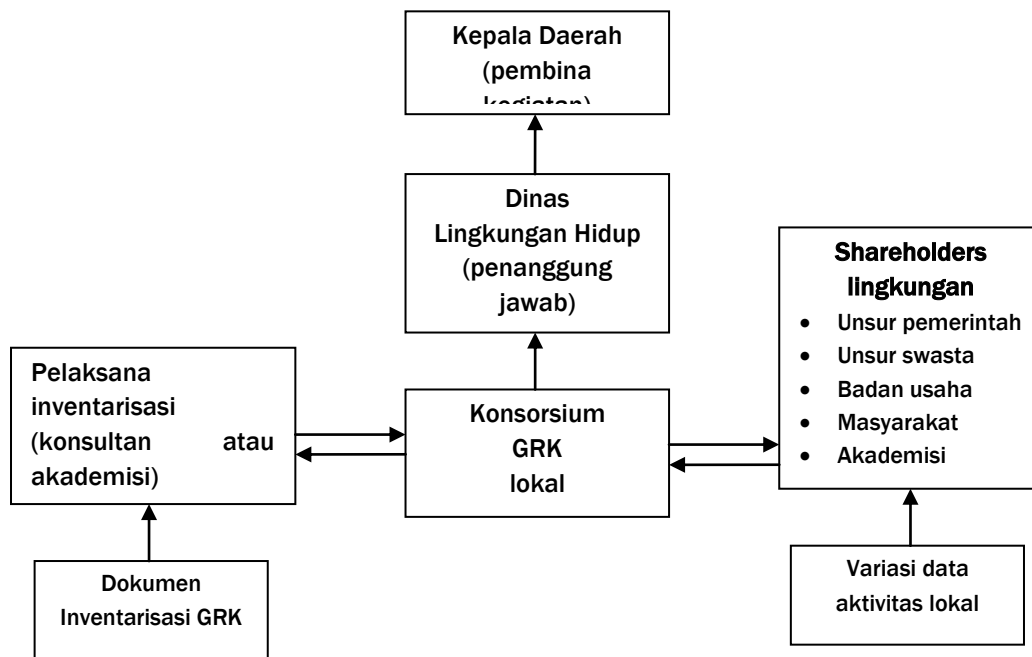 Kepala Daerah
(pembina
kegiatan)
Dinas
Lingkungan Hidup
(penanggung
jawab)
Shareholders
lingkungan
• Unsur pemerintah
• Unsur swasta
• Badan usaha
• Masyarakat
• Akademisi
Pelaksana
inventarisasi
(konsultan atau
akademisi)
Konsorsium
GRK
lokal
Dokumen
Inventarisasi GRK
Variasi data
aktivitas lokal